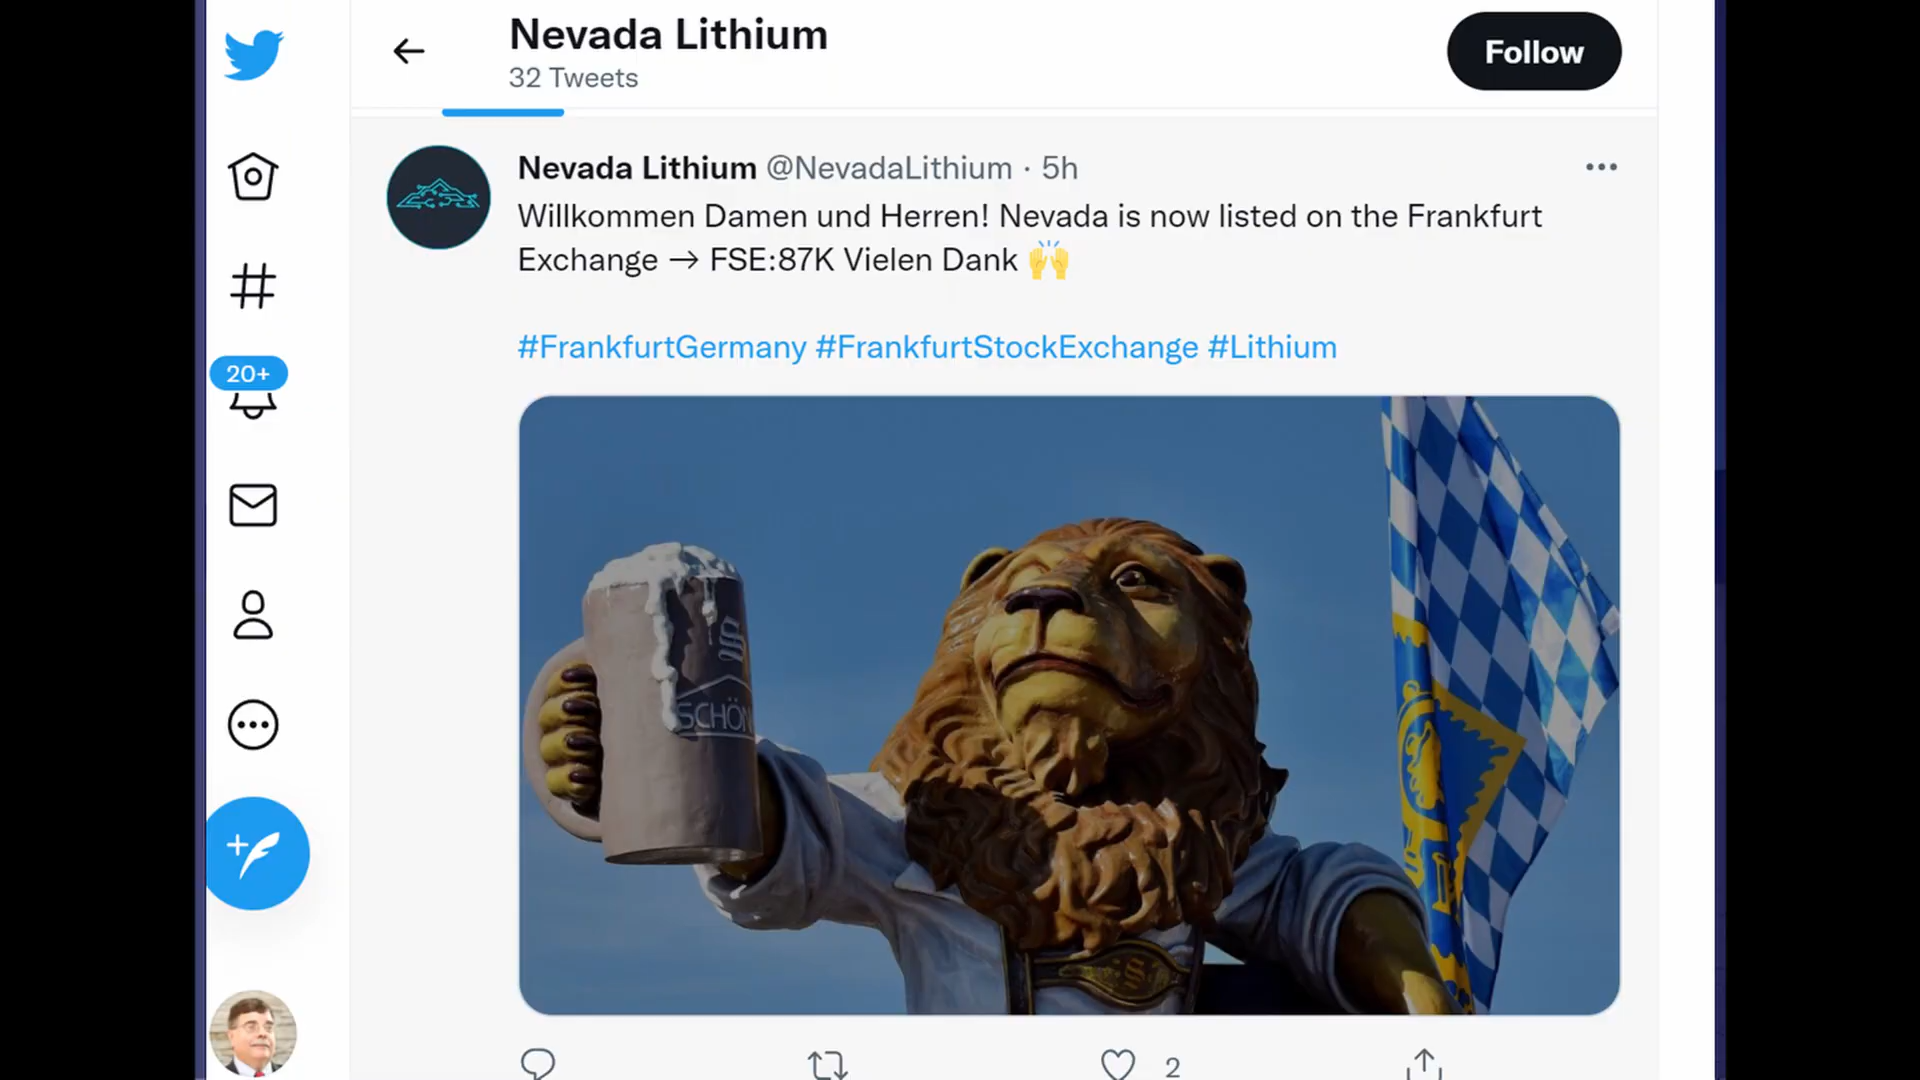 Nevada Lithium
32 Tweets
Follow
Nevada Lithium @NevadaLithium · 5h
Willkommen Damen und Herren! Nevada is now listed on the Frankfurt
Exchange → FSE:87K Vielen Dank 🙌
#FrankfurtGermany #FrankfurtStockExchange #Lithium
20+
S
SCHÖN
S
2